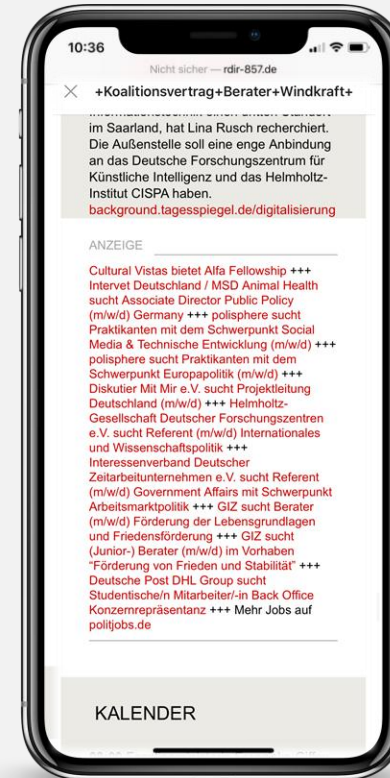 10:36
Nicht sicher — rdir-857.de
+Koalitionsvertrag+Berater+Windkraft+
im Saarland, hat Lina Rusch recherchiert.
Die Außenstelle soll eine enge Anbindung
an das Deutsche Forschungszentrum für
Künstliche Intelligenz und das Helmholtz-
Institut CISPA haben.
background.tagesspiegel.de/digitalisierung
ANZEIGE
Cultural Vistas bietet Alfa Fellowship +++
Intervet Deutschland / MSD Animal Health
sucht Associate Director Public Policy
(m/w/d) Germany +++ polisphere sucht
Praktikanten mit dem Schwerpunkt Social
Media & Technische Entwicklung (m/w/d) +++
polisphere sucht Praktikanten mit dem
Schwerpunkt Europapolitik (m/w/d) +++
Diskutier Mit Mir e.V. sucht Projektleitung
Deutschland (m/w/d) +++ Helmholtz-
Gesellschaft Deutscher Forschungszentren
e.V. sucht Referent (m/w/d) Internationales
und Wissenschaftspolitik +++
Interessenverband Deutscher
Zeitarbeitunternehmen e.V. sucht Referent
(m/w/d) Government Affairs mit Schwerpunkt
Arbeitsmarktpolitik +++ GIZ sucht Berater
(m/w/d) Förderung der Lebensgrundlagen
und Friedensförderung +++ GIZ sucht
(Junior-) Berater (m/w/d) im Vorhaben
“Förderung von Frieden und Stabilität” +++
Deutsche Post DHL Group sucht
Studentische/n Mitarbeiter/-in Back Office
Konzernrepräsentanz +++ Mehr Jobs auf
politjobs.de
KALENDER